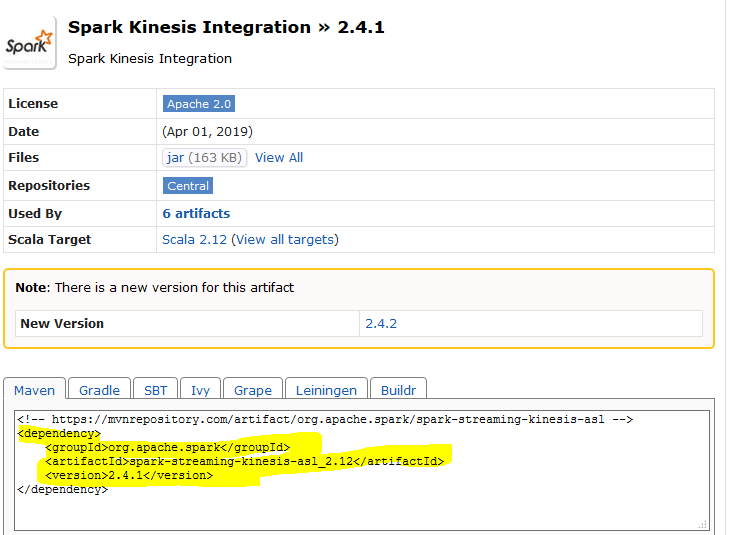 Spark
Spark Kinesis Integration » 2.4.1
Spark Kinesis Integration
License Apache 2.0
Date (Apr 01, 2019)
Files jar (163 KB) View All
Repositories Central
Used By 6 artifacts
Scala Target Scala 2.12 (View all targets)
Note: There is a new version for this artifact
New Version 2.4.2
Maven Gradle SBT Ivy Grape Leiningen Buildr
<!-- https://mvnrepository.com/artifact/org.apache.spark/spark-streaming-kinesis-asl -->
<dependency>
    <groupId>org.apache.spark</groupId>
    <artifactId>spark-streaming-kinesis-asl_2.12</artifactId>
    <version>2.4.1</version>
</dependency>